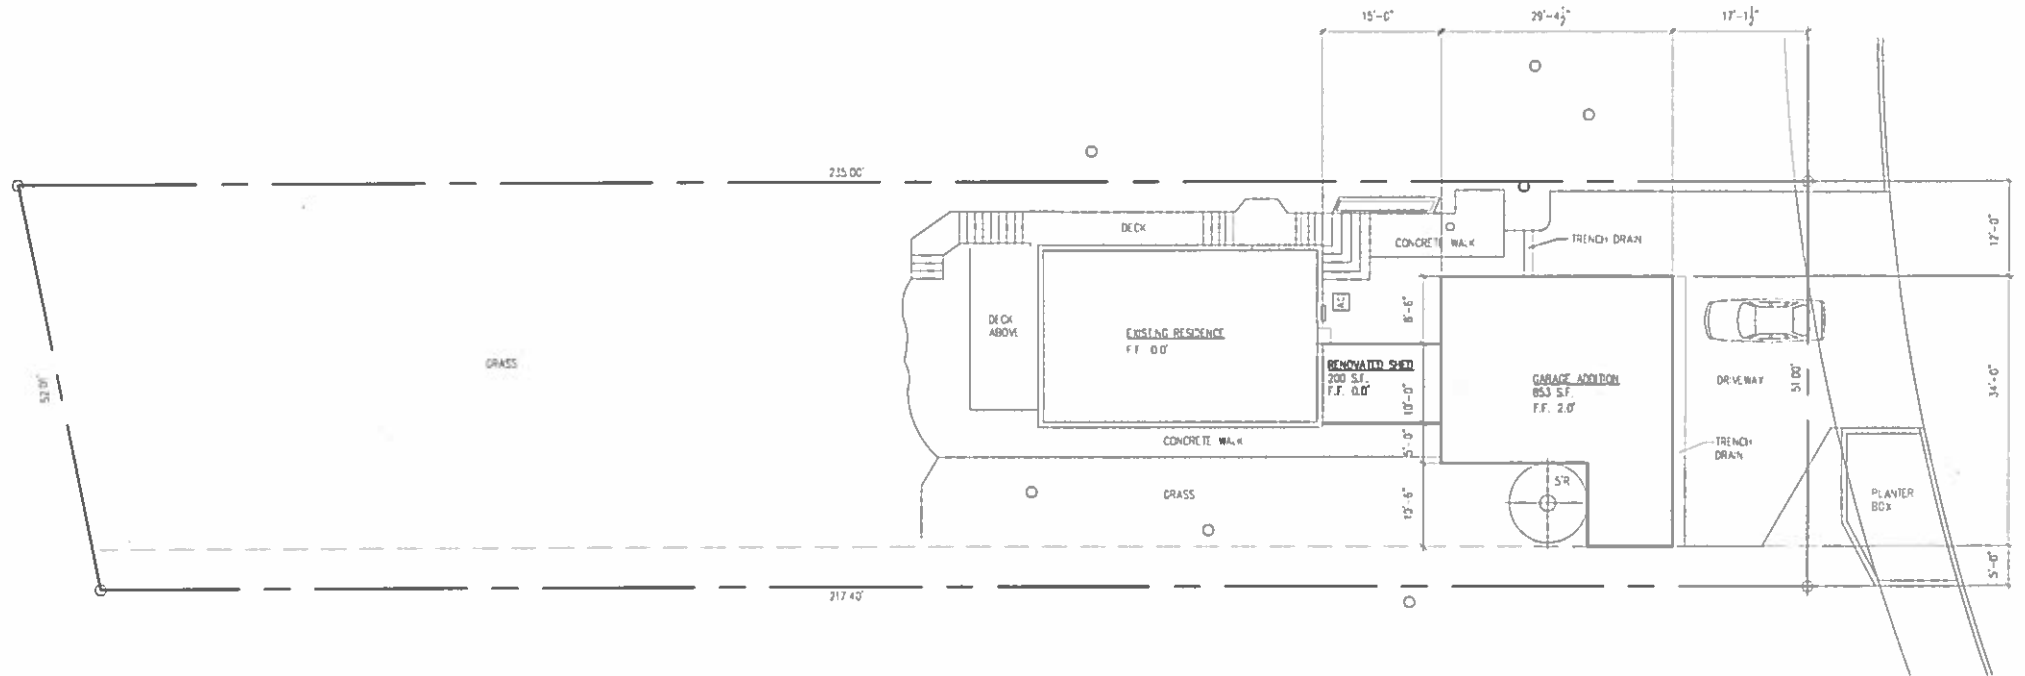 15'-0"
29'-4½"
17'-1½"
235.00'
DECK
CONCRETE WALK
TRENCH DRAIN
12'-0"
DECK
ABOVE
EXISTING RESIDENCE
F.F. 0.0'
AC
8'-6"
RENOVATED SHED
200 S.F.
F.F. 0.0'
10'-0"
GARAGE ADDITION
853 S.F.
F.F. 2.0'
DRIVEWAY
51.00'
34'-0"
GRASS
52.01'
CONCRETE WALK
5'-0"
TRENCH
DRAIN
GRASS
10'-6"
5'R
PLANTER
BOX
5'-0"
217.40'